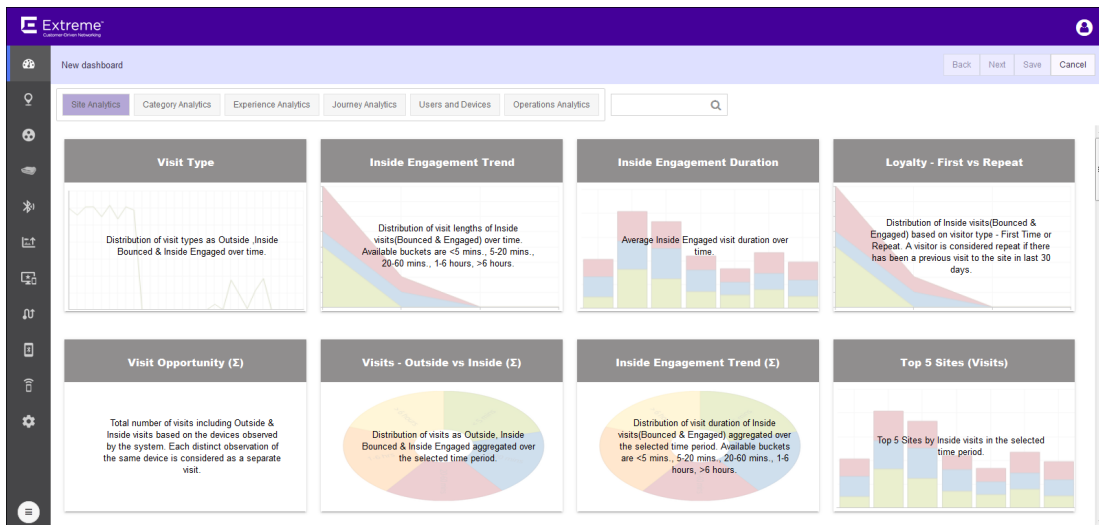 Extreme™
Customer-Driven Networking
New dashboard
Back
Next
Save
Cancel
Site Analytics
Category Analytics
Experience Analytics
Journey Analytics
Users and Devices
Operations Analytics
Visit Type
Distribution of visit types as Outside ,Inside
Bounced & Inside Engaged over time.
Inside Engagement Trend
Distribution of visit lengths of Inside
visits(Bounced & Engaged) over time.
Available buckets are <5 mins., 5-20 mins.,
20-60 mins., 1-6 hours, >6 hours.
Inside Engagement Duration
Average Inside Engaged visit duration over
time.
Loyalty - First vs Repeat
Distribution of Inside visits(Bounced &
Engaged) based on visitor type - First Time or
Repeat. A visitor is considered repeat if there
has been a previous visit to the site in last 30
days.
Visit Opportunity (Σ)
Total number of visits including Outside &
Inside visits based on the devices observed
by the system. Each distinct observation of
the same device is considered as a separate
visit.
Visits - Outside vs Inside (Σ)
Distribution of visits as Outside, Inside
Bounced & Inside Engaged aggregated over
the selected time period.
Inside Engagement Trend (Σ)
Distribution of visit duration of Inside
visits(Bounced & Engaged) aggregated over
the selected time period. Available buckets
are <5 mins., 5-20 mins., 20-60 mins., 1-6
hours, >6 hours.
Top 5 Sites (Visits)
Top 5 Sites by Inside visits in the selected
time period.